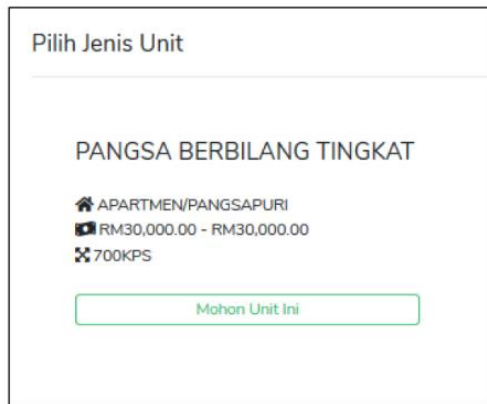 Pilih Jenis Unit
PANGSA BERBILANG TINGKAT
APARTMEN/PANGSAPURI
RM30,000.00 - RM30,000.00
700KPS
Mohon Unit Ini